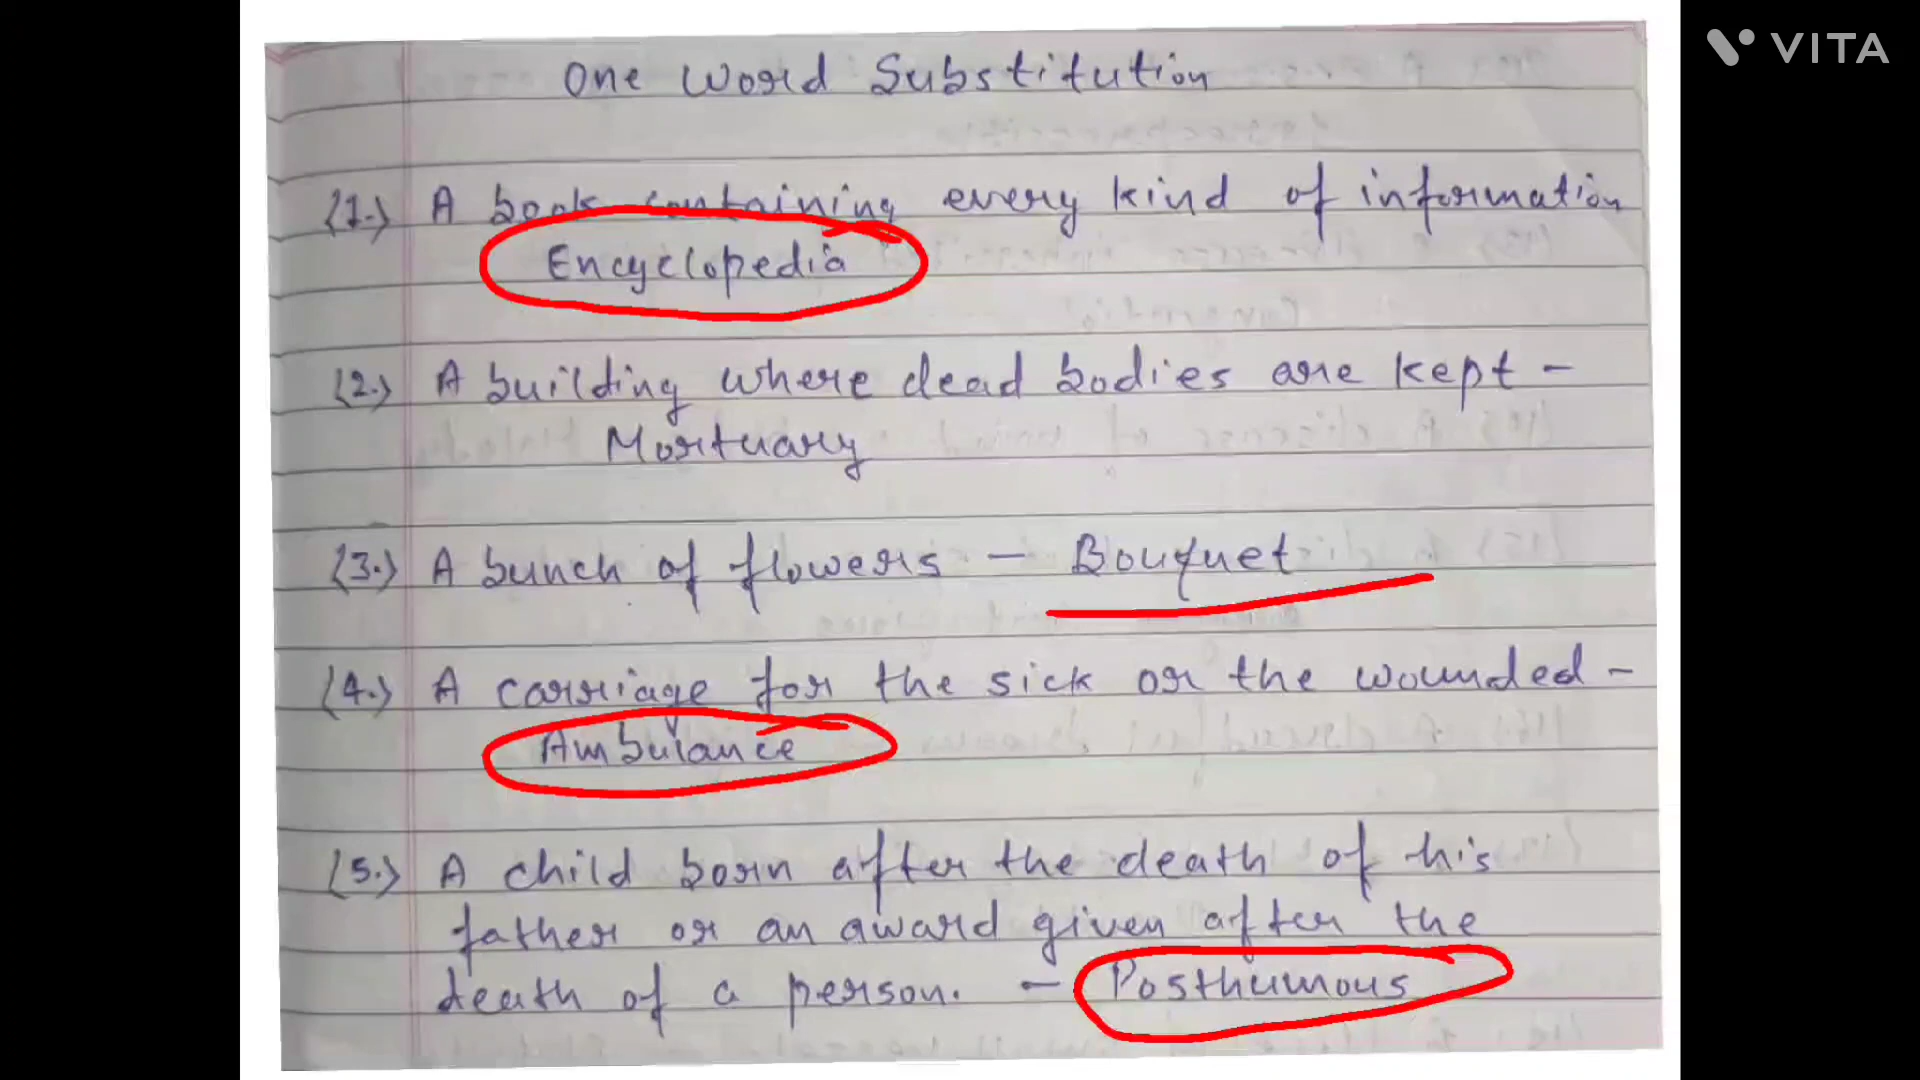 VITA
One Word Substitution
(1.) A book containing every kind of information
Encyclopedia
(2.) A building where dead bodies are kept -
Mortuary
(3.) A bunch of flowers - Bouquet
(4.) A carriage for the sick or the wounded -
Ambulance
(5.) A child born after the death of his
father or an award given after the
death of a person. - Posthumous